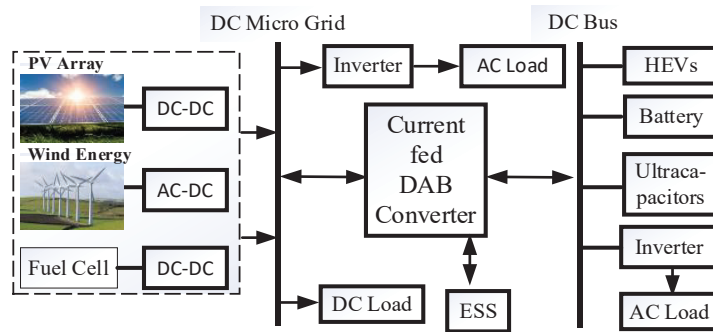 DC Micro Grid
DC Bus
PV Array
DC-DC
Wind Energy
AC-DC
Fuel Cell
DC-DC
Inverter
AC Load
Current
fed
DAB
Converter
DC Load
ESS
HEVs
Battery
Ultraca-
pacitors
Inverter
AC Load